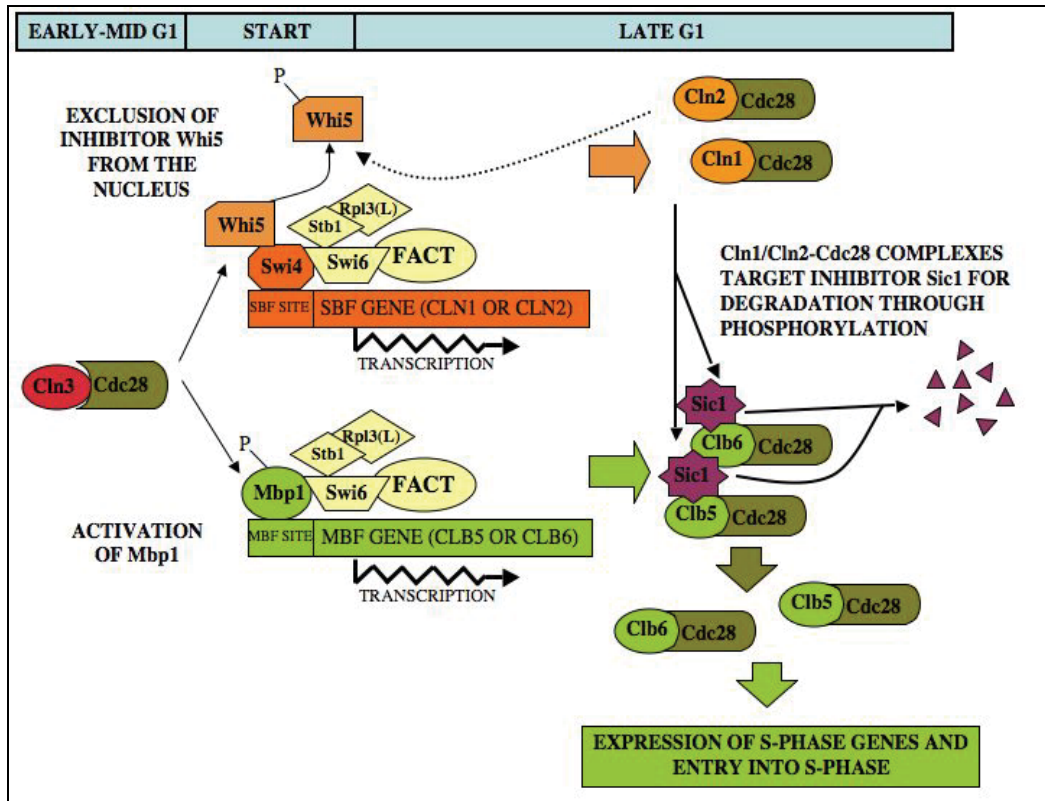 EARLY-MID G1
START
LATE G1
P
Whi5
EXCLUSION OF
INHIBITOR Whi5
FROM THE
NUCLEUS
Whi5
Rpl3(L)
Stb1
Swi4
Swi6
FACT
SBF SITE
SBF GENE (CLN1 OR CLN2)
TRANSCRIPTION
Cln3
Cdc28
P
Rpl3(L)
Stb1
Mbp1
Swi6
FACT
ACTIVATION
OF Mbp1
MBF SITE
MBF GENE (CLB5 OR CLB6)
TRANSCRIPTION
Cln2
Cdc28
Cln1
Cdc28
Cln1/Cln2-Cdc28 COMPLEXES
TARGET INHIBITOR Sic1 FOR
DEGRADATION THROUGH
PHOSPHORYLATION
Sic1
Clb6
Cdc28
Sic1
Clb5
Cdc28
Clb5
Cdc28
Clb6
Cdc28
EXPRESSION OF S-PHASE GENES AND
ENTRY INTO S-PHASE